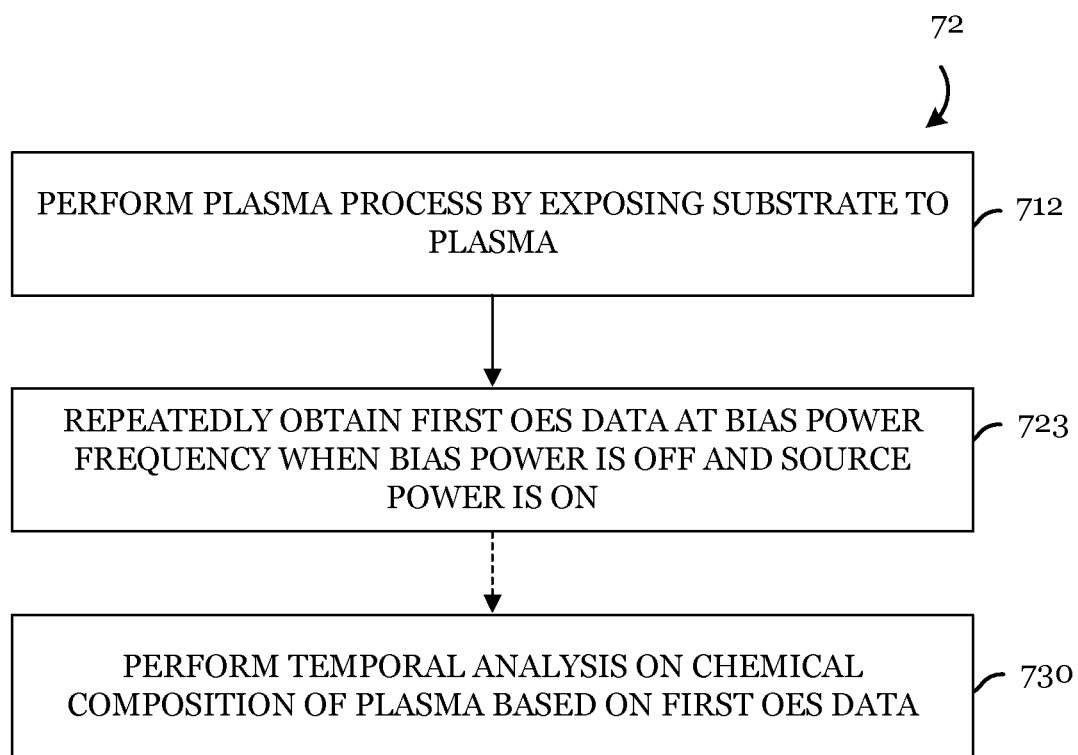 72
PERFORM PLASMA PROCESS BY EXPOSING SUBSTRATE TO
PLASMA
712
REPEATEDLY OBTAIN FIRST OES DATA AT BIAS POWER
FREQUENCY WHEN BIAS POWER IS OFF AND SOURCE
POWER IS ON
723
PERFORM TEMPORAL ANALYSIS ON CHEMICAL
COMPOSITION OF PLASMA BASED ON FIRST OES DATA
730